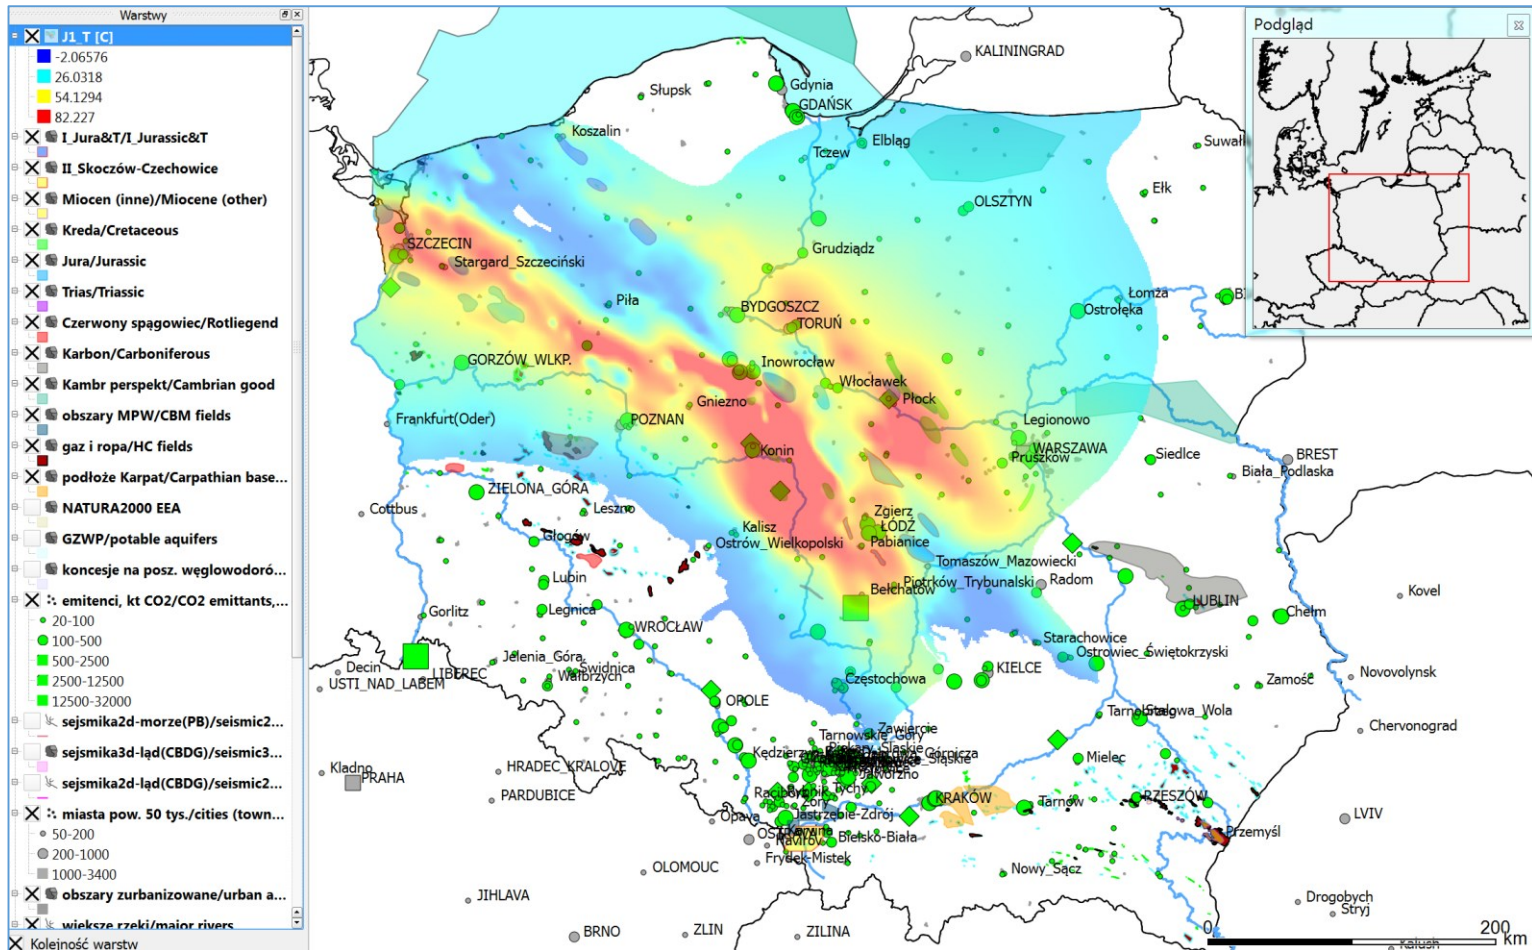 Warstwy
J1_T [C]
-2.06576
26.0318
54.1294
82.227
I_Jura&T/I_Jurassic&T
II_Skoczów-Czechowice
Miocen (inne)/Miocene (other)
Kreda/Cretaceous
Jura/Jurassic
Trias/Triassic
Czerwony spągowiec/Rotliegend
Karbon/Carboniferous
Kambr perspekt/Cambrian good
obszary MPW/CBM fields
gaz i ropa/HC fields
podłoże Karpat/Carpathian base...
NATURA2000 EEA
GZWP/potable aquifers
koncesje na posz. węglowodoró...
emitenci, kt CO2/CO2 emittants,...
20-100
100-500
500-2500
2500-12500
12500-32000
sejsmika2d-morze(PB)/seismic2...
sejsmika3d-ląd(CBDG)/seismic3...
sejsmika2d-ląd(CBDG)/seismic2...
miasta pow. 50 tys./cities (town...
50-200
200-1000
1000-3400
obszary zurbanizowane/urban a...
większe rzeki/major rivers
Kolejność warstw
Podgląd
KALININGRAD
Słupsk
Gdynia
GDAŃSK
Koszalin
Elbląg
Tczew
Suwałk
Ełk
OLSZTYN
SZCZECIN
Stargard_Szczeciński
Grudziądz
Piła
BYDGOSZCZ
TORUŃ
Łomża
Ostrołęka
GORZÓW_WLKP.
Inowrocław
Włocławek
Płock
Gniezno
Frankfurt(Oder)
POZNAN
Legionowo
WARSZAWA
Pruszków
Konin
Siedlce
BREST
Biała_Podlaska
ZIELONA_GÓRA
Cottbus
Leszno
Zgierz
ŁÓDŹ
Pabianice
Kalisz
Ostrów_Wielkopolski
Głogów
Tomaszów_Mazowiecki
Radom
Lubin
Piotrków_Trybunalski
Bełchatów
Kovel
LUBLIN
Chełm
Gorlitz
Legnica
WROCŁAW
Starachowice
Ostrowiec_Świętokrzyski
Jelenia_Góra
Swidnica
Wałbrzych
Decin
LIBEREC
USTI_NAD_LABEM
KIELCE
Częstochowa
Zamość
Novovolynsk
OPOLE
Tarnobrzeg
Stalowa_Wola
Chervonograd
Zawiercie
Tarnowskie_Góry
Piekary_Śląskie
Mielec
Jaworzno
Kladno
PRAHA
HRADEC_KRALOVE
PARDUBICE
Tychy
Żory
KRAKÓW
Tarnów
RZESZÓW
Jastrzębie-Zdrój
Opava
LVIV
Przemyśl
Bielsko-Biała
Havirov
Frydek-Mistek
OLOMOUC
Nowy_Sącz
JIHLAVA
Drogobych
Stryj
BRNO
ZLIN
ZILINA
Kalush
0
200
km